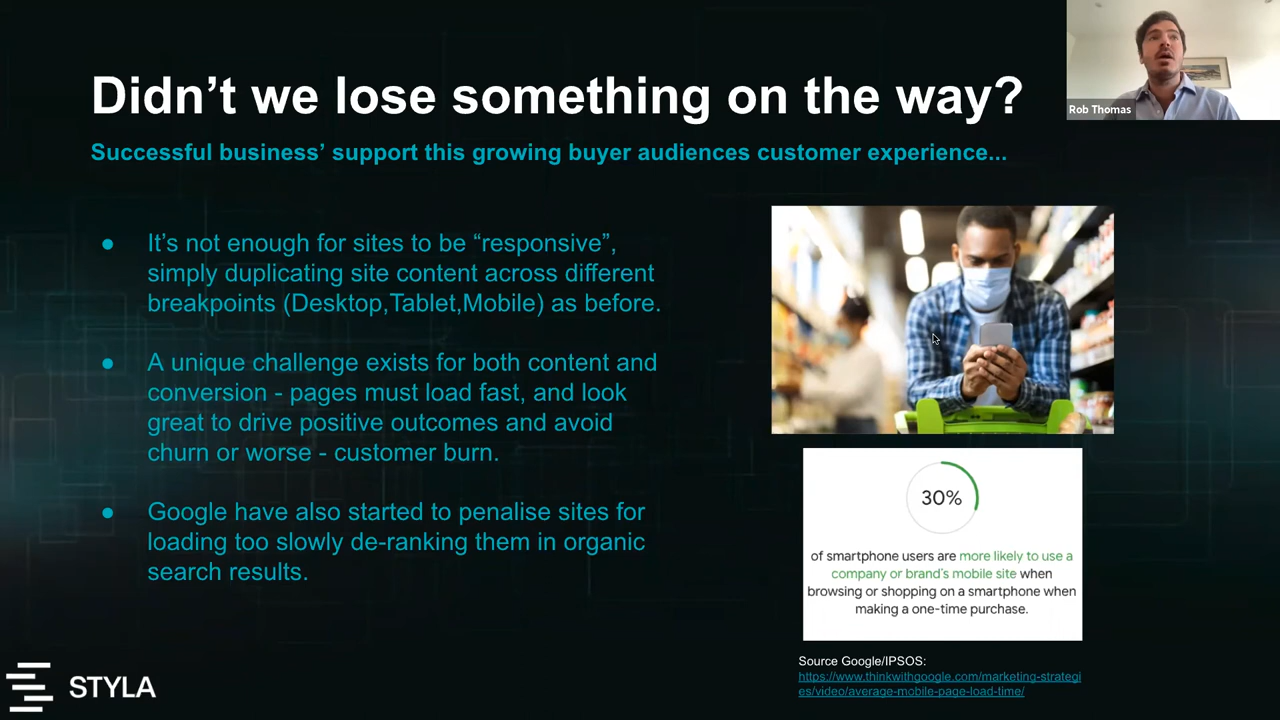 Didn’t we lose something on the way?
Successful business’ support this growing buyer audiences customer experience...
Rob Thomas
● It’s not enough for sites to be “responsive”,
simply duplicating site content across different
breakpoints (Desktop,Tablet,Mobile) as before.
● A unique challenge exists for both content and
conversion - pages must load fast, and look
great to drive positive outcomes and avoid
churn or worse - customer burn.
● Google have also started to penalise sites for
loading too slowly de-ranking them in organic
search results.
30%
of smartphone users are more likely to use a
company or brand’s mobile site when
browsing or shopping on a smartphone when
making a one-time purchase.
Source Google/IPSOS:
https://www.thinkwithgoogle.com/marketing-strategi
es/video/average-mobile-page-load-time/
STYLA